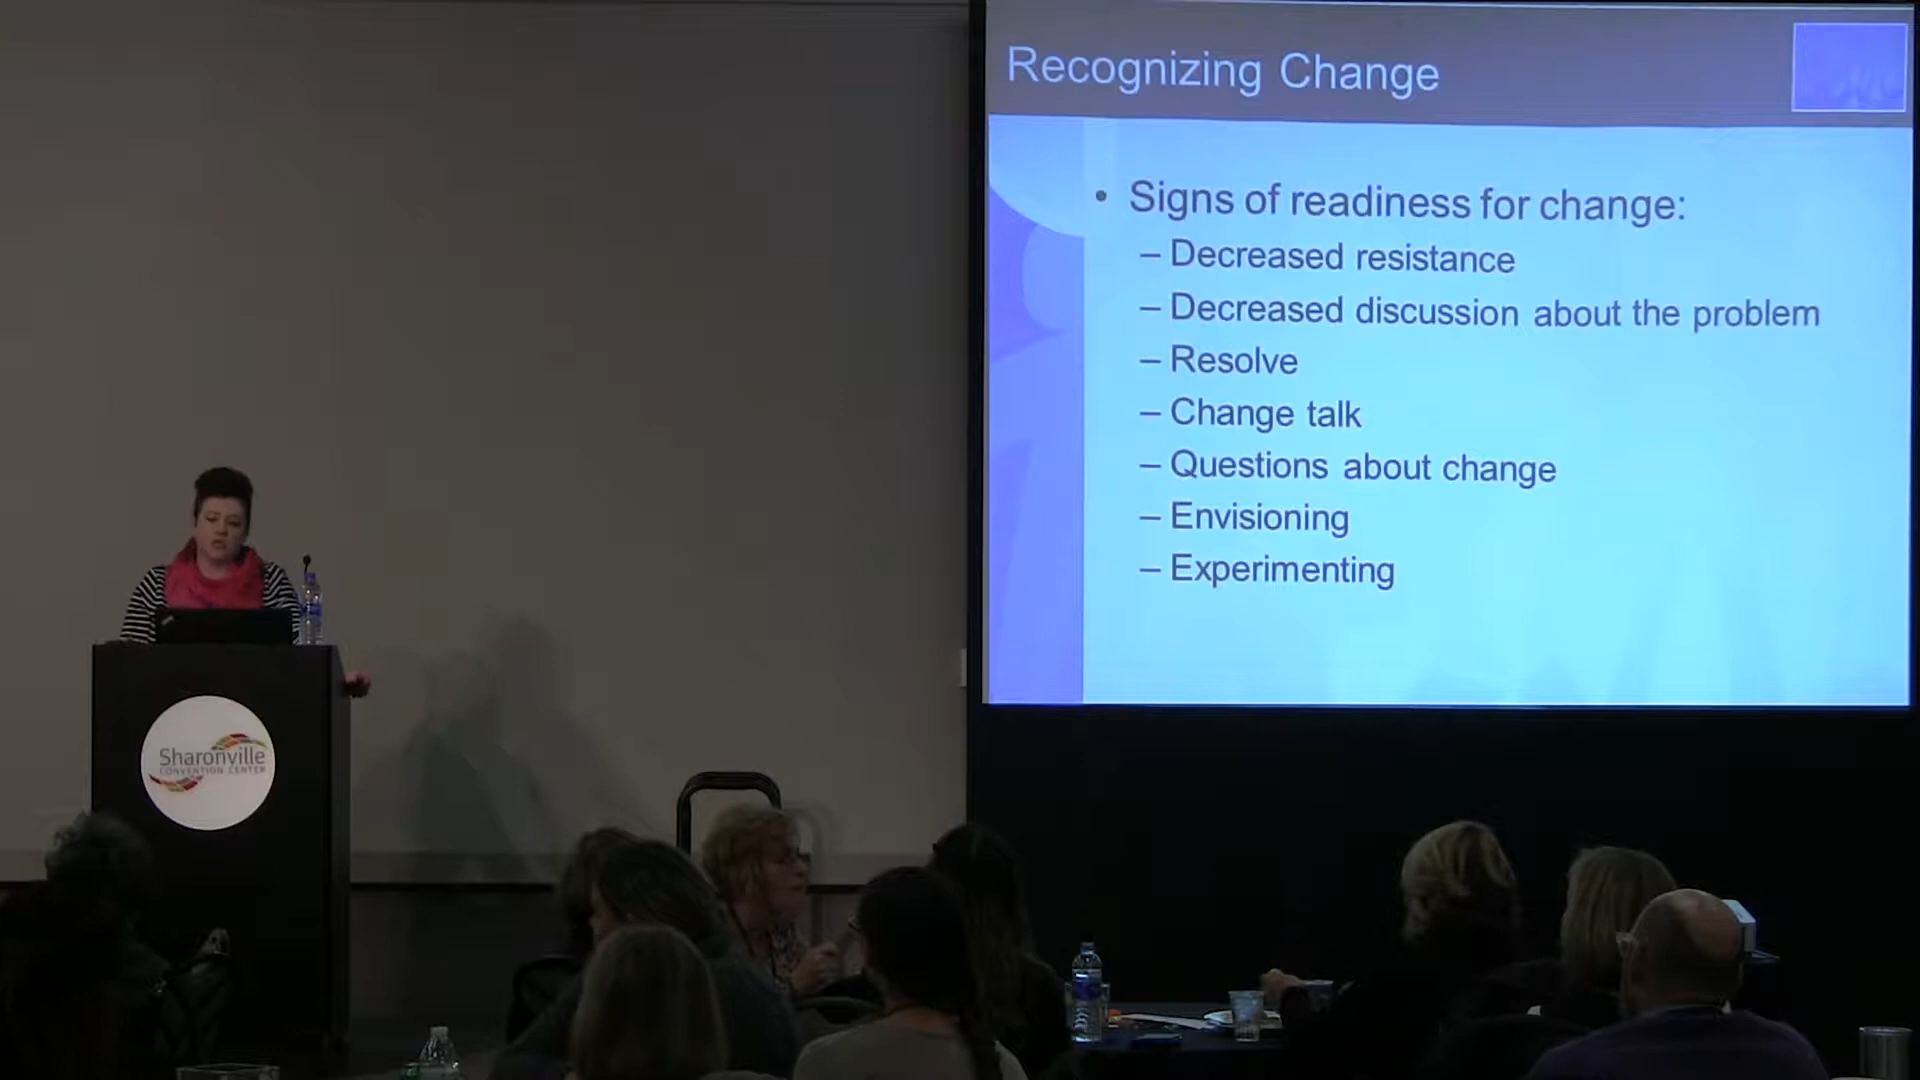 Recognizing Change
• Signs of readiness for change:
– Decreased resistance
– Decreased discussion about the problem
– Resolve
– Change talk
– Questions about change
– Envisioning
– Experimenting
Sharonville
CONVENTION CENTER